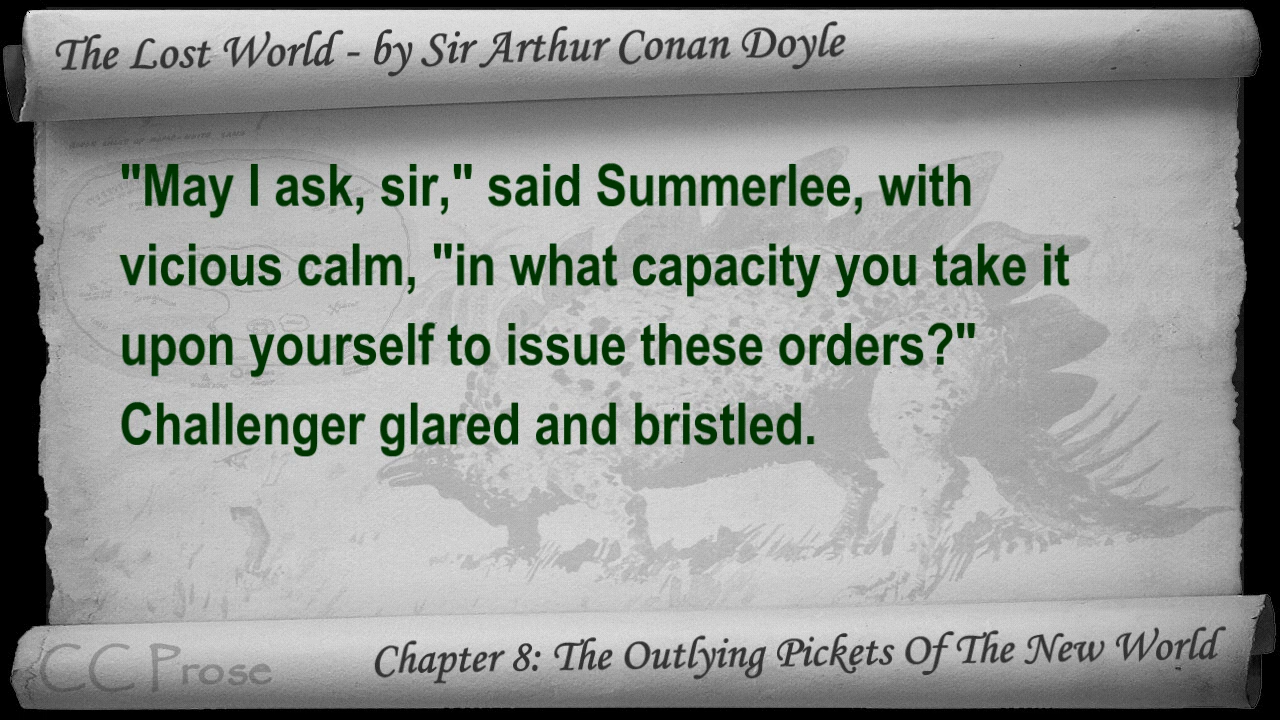 The Lost World - by Sir Arthur Conan Doyle
"May I ask, sir," said Summerlee, with
vicious calm, "in what capacity you take it
upon yourself to issue these orders?"
Challenger glared and bristled.
CC Prose
Chapter 8: The Outlying Pickets Of The New World